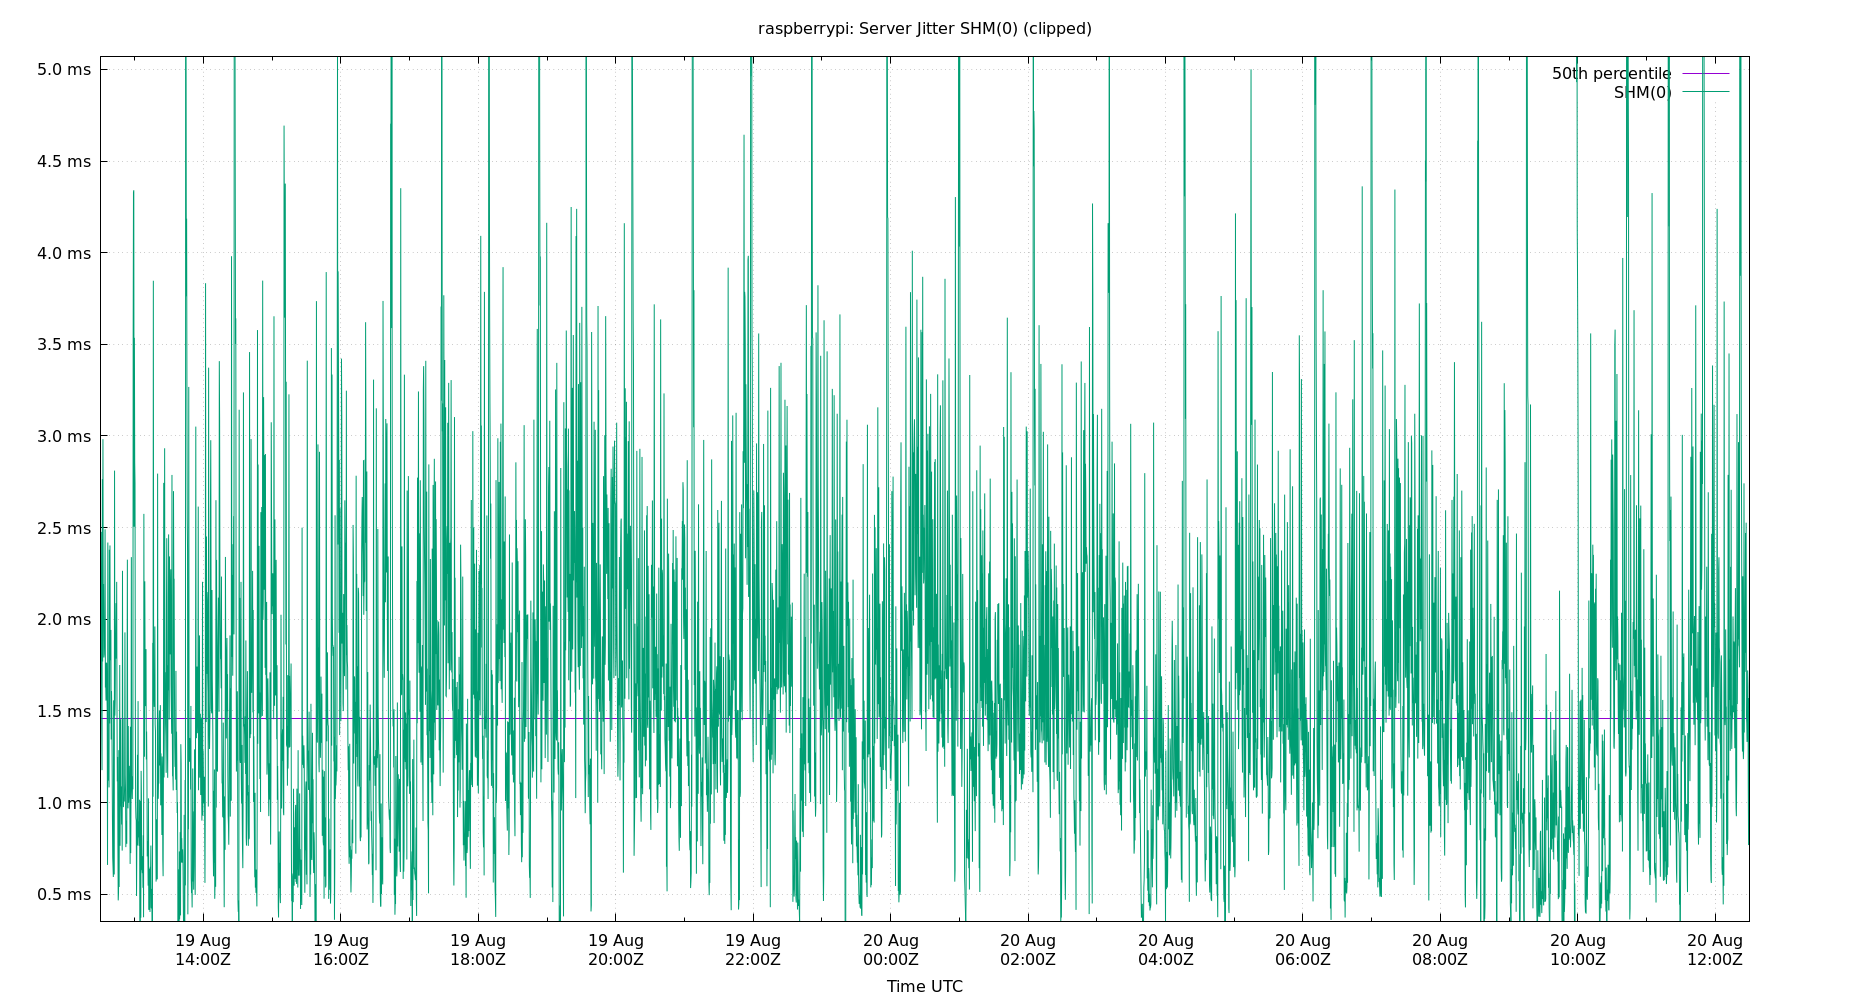 raspberrypi: Server Jitter SHM(0) (clipped)
5.0 ms
4.5 ms
4.0 ms
3.5 ms
3.0 ms
2.5 ms
2.0 ms
1.5 ms
1.0 ms
0.5 ms
50th percentile
SHM(0)
19 Aug 19 Aug 19 Aug 19 Aug 19 Aug 20 Aug 20 Aug 20 Aug 20 Aug 20 Aug 20 Aug 20 Aug
14:00Z 16:00Z 18:00Z 20:00Z 22:00Z 00:00Z 02:00Z 04:00Z 06:00Z 08:00Z 10:00Z 12:00Z
Time UTC